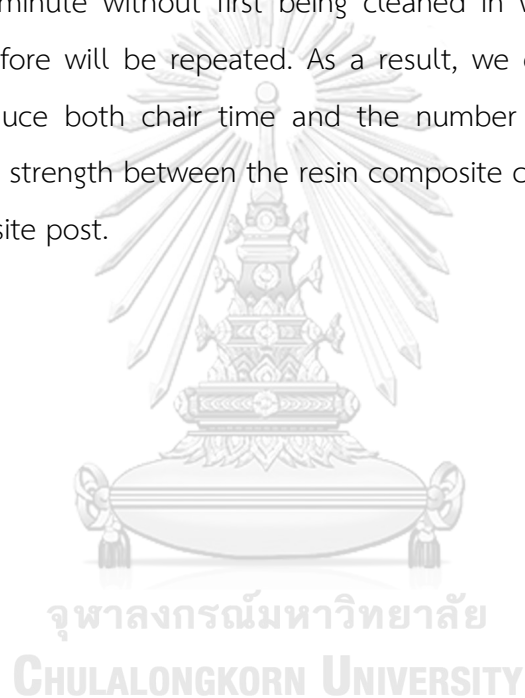 minute without first being cleaned in
fore will be repeated. As a result, we
uce both chair time and the number
strength between the resin composite
site post.
จุฬาลงกรณ์มหาวิทยาลัย
CHULALONGKORN UNIVERSITY